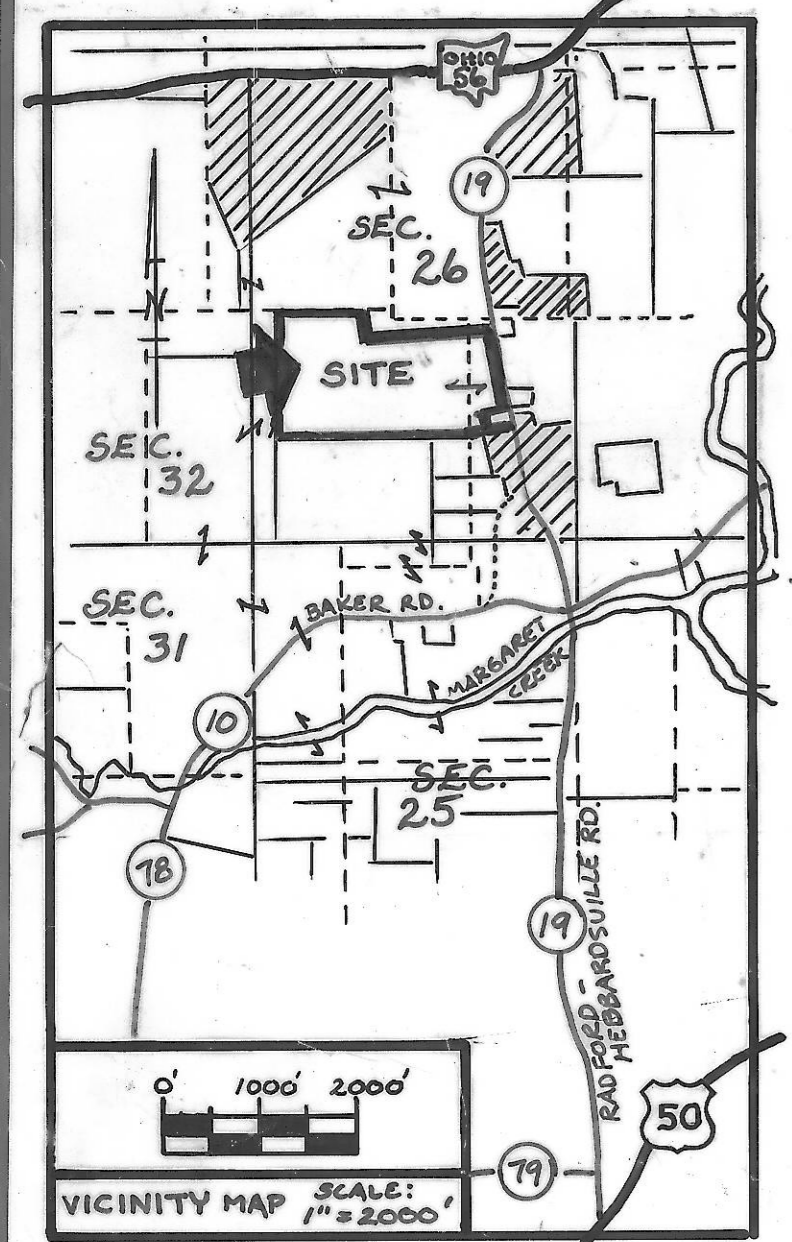 OHIO
56
19
SEC.
26
N
SITE
SEC.
32
SEC.
31
BAKER RD.
MARGARET
CREEK
10
SEC.
25
78
19
RADFORD -
HEBBARDSVILLE RD.
0' 1000' 2000'
50
79
VICINITY MAP
SCALE:
1" = 2000'